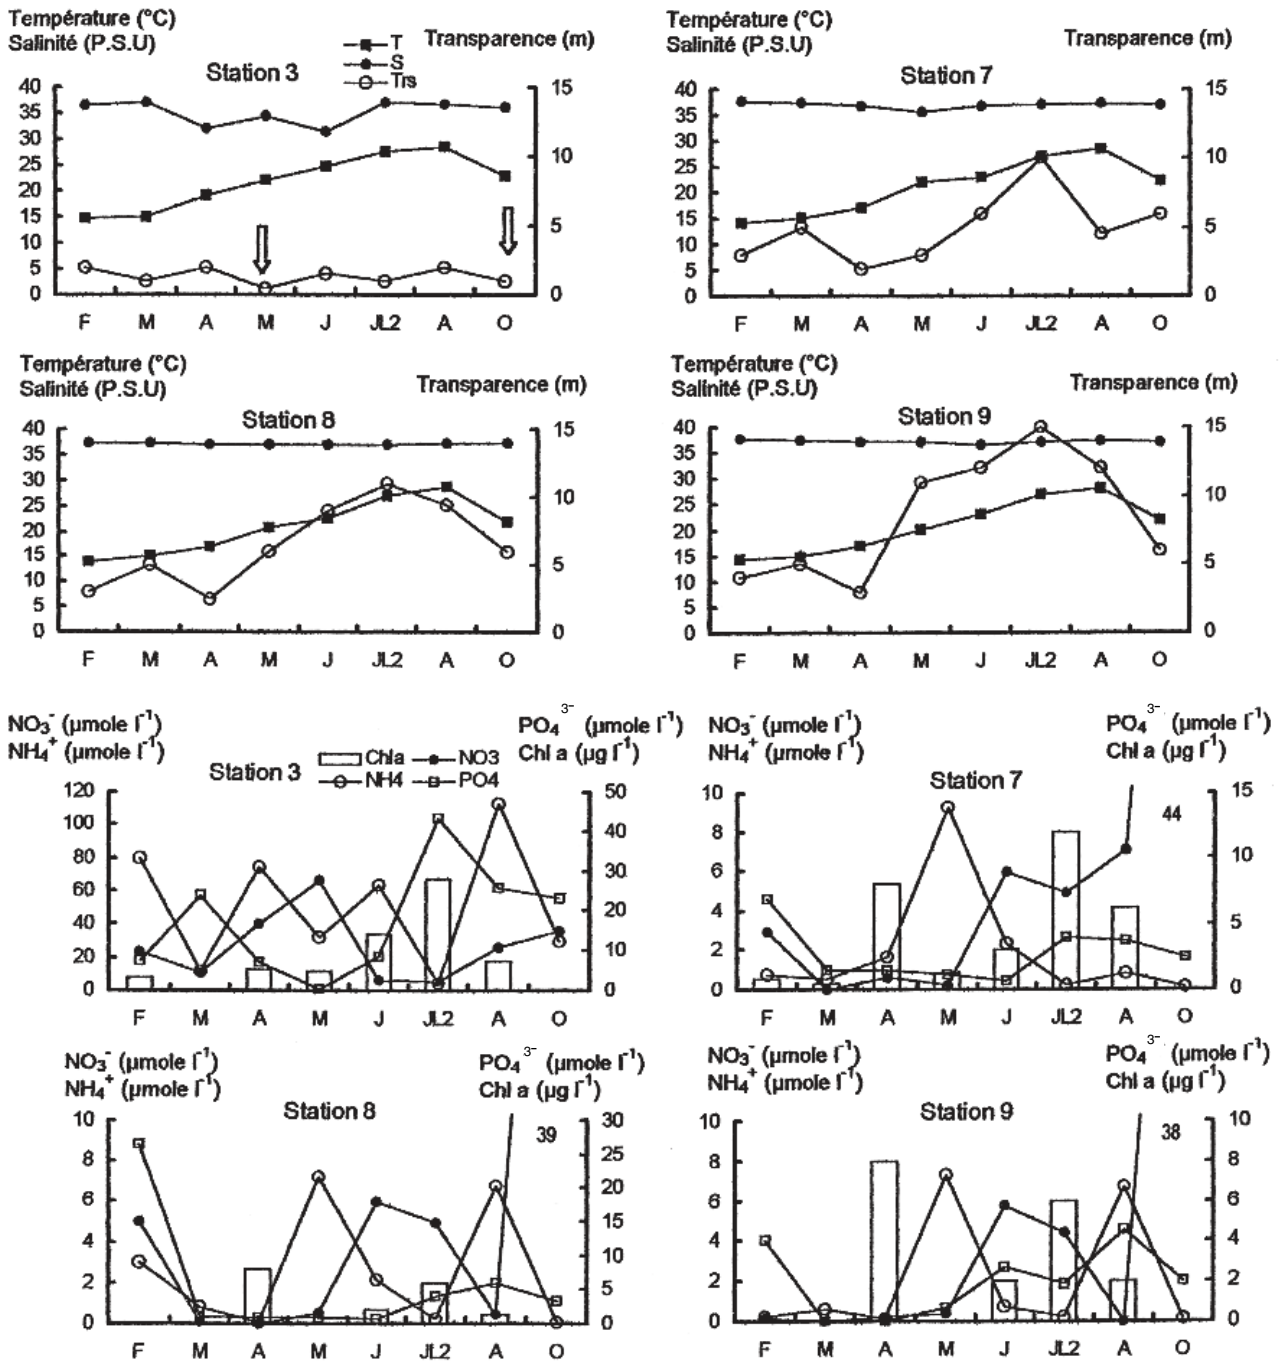 Température (°C)
Salinité (P.S.U)
T
S
Trs
Transparence (m)
Station 3
40
35
30
25
20
15
10
5
0
15
10
5
0
F M A M J JL2 A O
Température (°C)
Salinité (P.S.U)
Transparence (m)
Station 7
40
35
30
25
20
15
10
5
0
15
10
5
0
F M A M J JL2 A O
Température (°C)
Salinité (P.S.U)
Transparence (m)
Station 8
40
35
30
25
20
15
10
5
0
15
10
5
0
F M A M J JL2 A O
Température (°C)
Salinité (P.S.U)
Transparence (m)
Station 9
40
35
30
25
20
15
10
5
0
15
10
5
0
F M A M J JL2 A O
NO₃⁻ (µmole l⁻¹)
NH₄⁺ (µmole l⁻¹)
PO₄³⁻ (µmole l⁻¹)
Chl a (µg l⁻¹)
Station 3
Chla NO3
NH4 PO4
120
100
80
60
40
20
0
50
40
30
20
10
0
F M A M J JL2 A O
NO₃⁻ (µmole l⁻¹)
NH₄⁺ (µmole l⁻¹)
PO₄³⁻ (µmole l⁻¹)
Chl a (µg l⁻¹)
Station 7
44
10
8
6
4
2
0
15
10
5
0
F M A M J JL2 A O
NO₃⁻ (µmole l⁻¹)
NH₄⁺ (µmole l⁻¹)
PO₄³⁻ (µmole l⁻¹)
Chl a (µg l⁻¹)
Station 8
39
10
8
6
4
2
0
30
25
20
15
10
5
0
F M A M J JL2 A O
NO₃⁻ (µmole l⁻¹)
NH₄⁺ (µmole l⁻¹)
PO₄³⁻ (µmole l⁻¹)
Chl a (µg l⁻¹)
Station 9
38
10
8
6
4
2
0
10
8
6
4
2
0
F M A M J JL2 A O